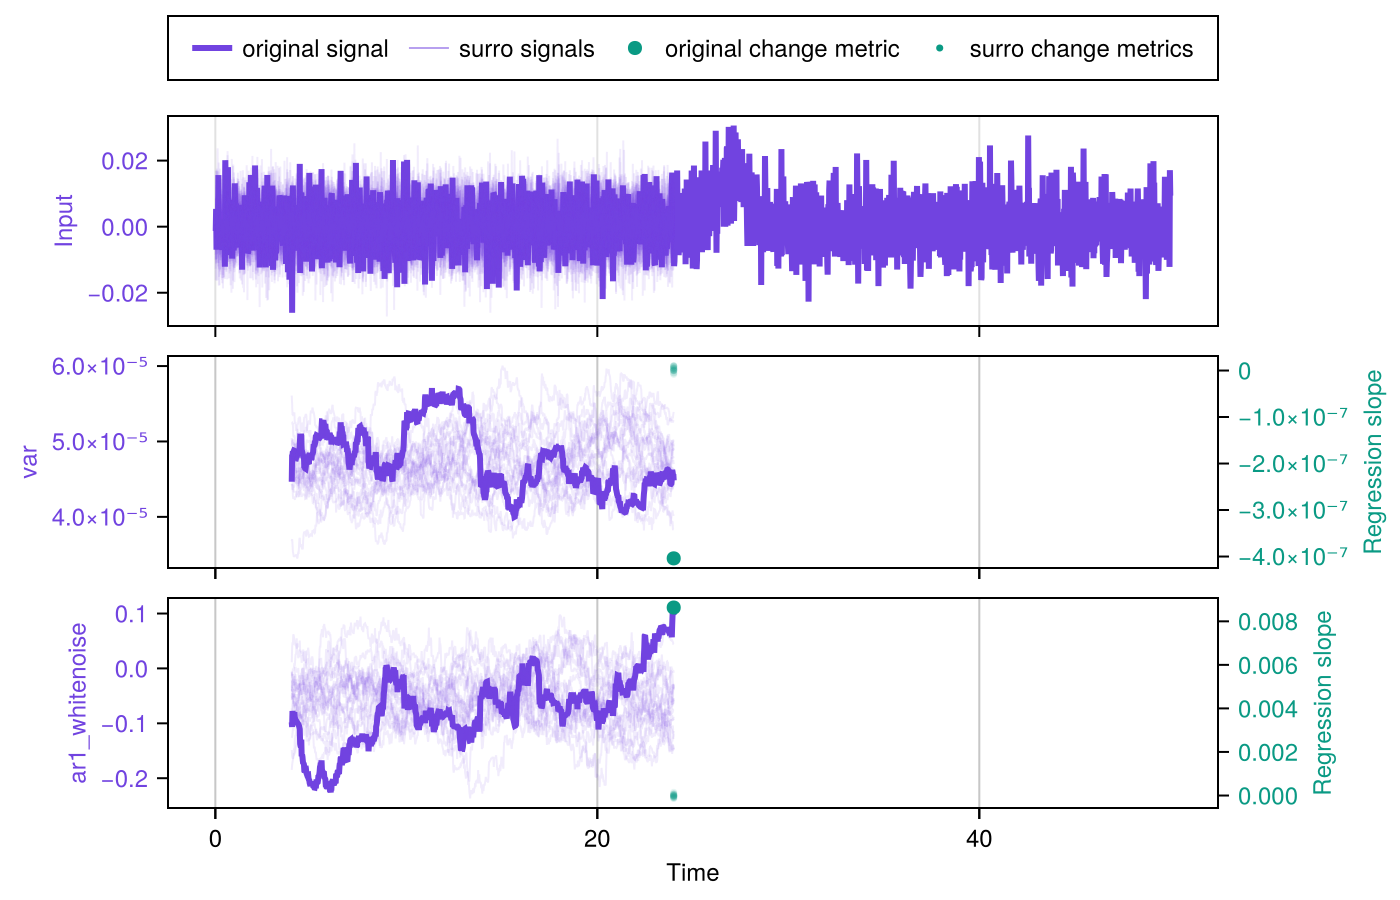 original signal surro signals original change metric surro change metrics
Input
0.02
0.00
−0.02
var
6.0×10⁻⁵
5.0×10⁻⁵
4.0×10⁻⁵
0
−1.0×10⁻⁷
−2.0×10⁻⁷
−3.0×10⁻⁷
−4.0×10⁻⁷
Regression slope
ar1_whitenoise
0.1
0.0
−0.1
−0.2
0.008
0.006
0.004
0.002
0.000
Regression slope
0 20 40
Time